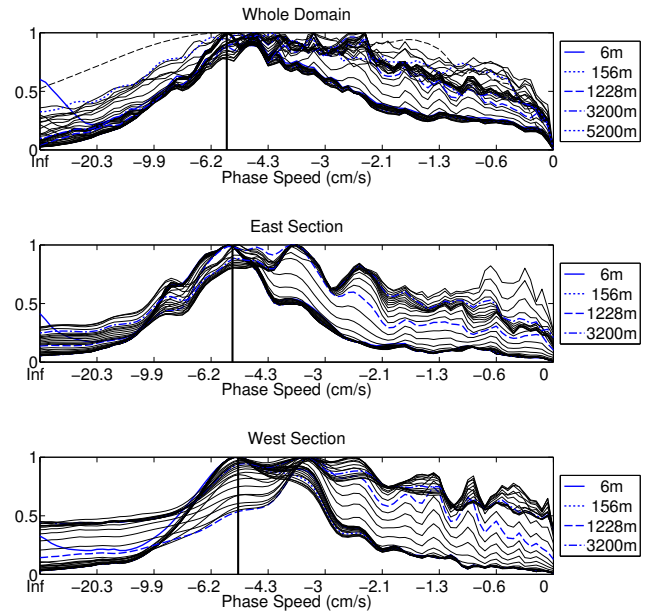 Whole Domain
1
0.5
0
Inf −20.3 −9.9 −6.2 −4.3 −3 −2.1 −1.3 −0.6 0
Phase Speed (cm/s)
6m
156m
1228m
3200m
5200m
East Section
1
0.5
0
Inf −20.3 −9.9 −6.2 −4.3 −3 −2.1 −1.3 −0.6 0
Phase Speed (cm/s)
6m
156m
1228m
3200m
West Section
1
0.5
0
Inf −20.3 −9.9 −6.2 −4.3 −3 −2.1 −1.3 −0.6 0
Phase Speed (cm/s)
6m
156m
1228m
3200m